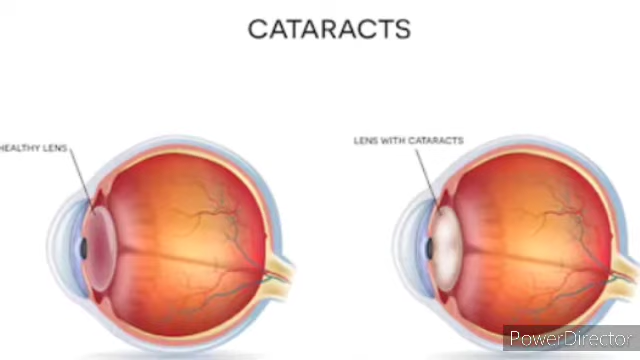 CATARACTS
HEALTHY LENS
LENS WITH CATARACTS
PowerDirector